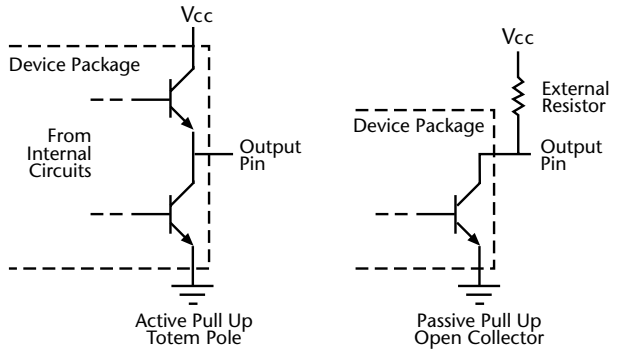 Vcc
Device Package
From
Internal
Circuits
Output
Pin
Active Pull Up
Totem Pole
Vcc
External
Resistor
Device Package
Output
Pin
Passive Pull Up
Open Collector